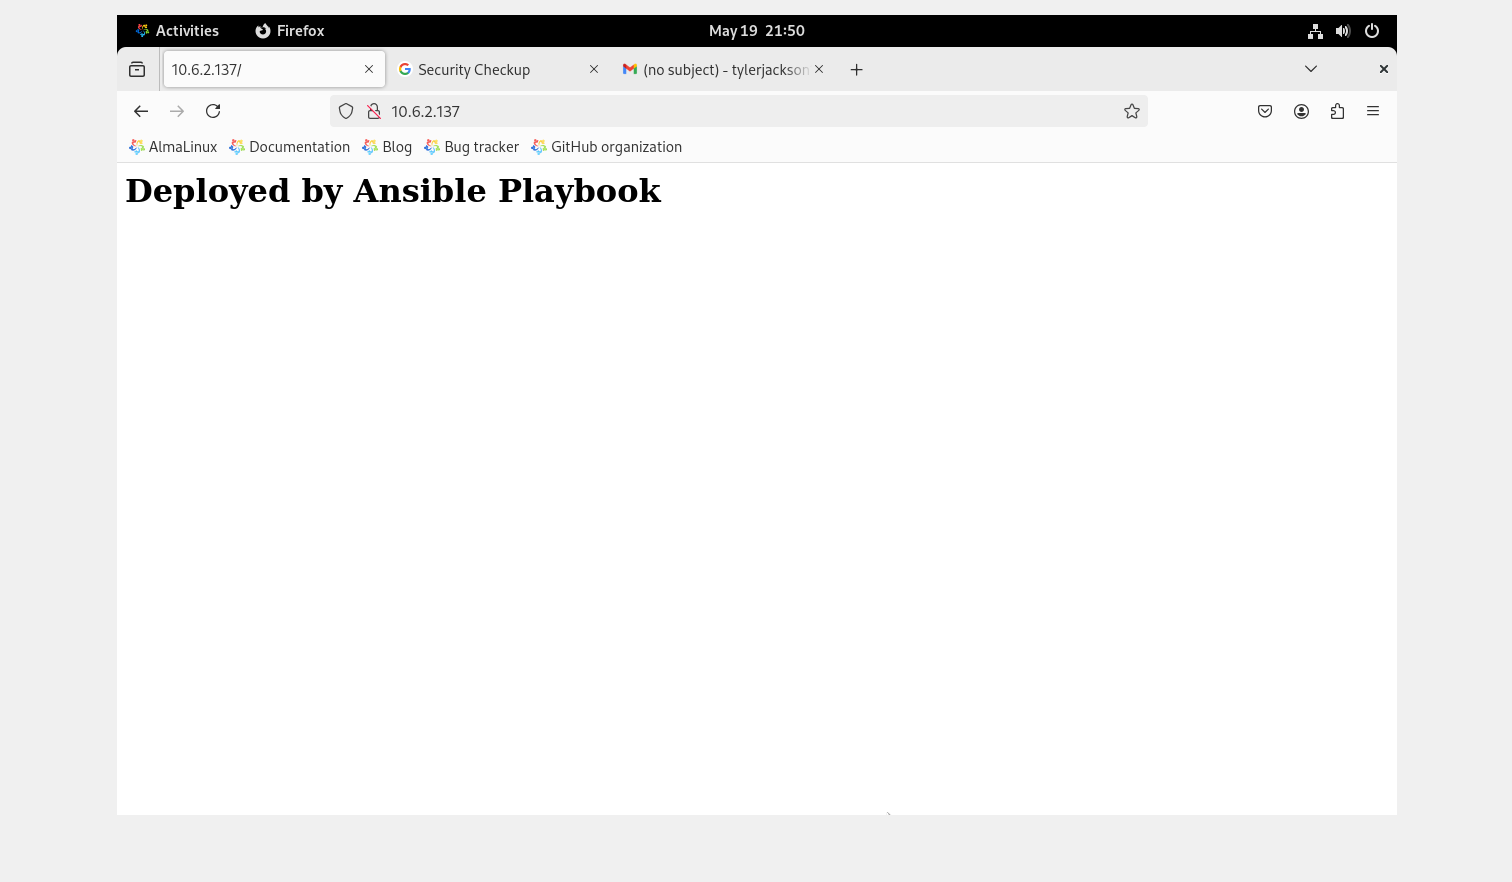 Activities Firefox May 19 21:50
10.6.2.137/ Security Checkup (no subject) - tylerjackson
10.6.2.137
AlmaLinux Documentation Blog Bug tracker GitHub organization
Deployed by Ansible Playbook